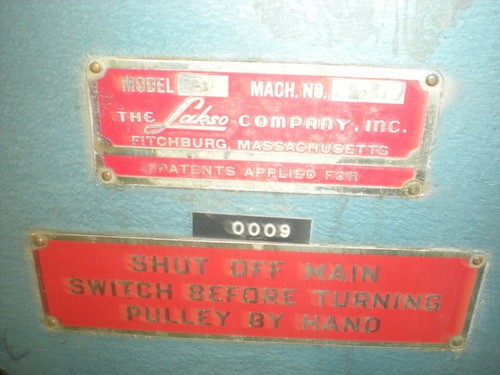 MODEL MACH. NO.
THE Lakso COMPANY, INC.
FITCHBURG, MASSACHUSETTS
PATENTS APPLIED FOR
0009
SHUT OFF MAIN
SWITCH BEFORE TURNING
PULLEY BY HAND